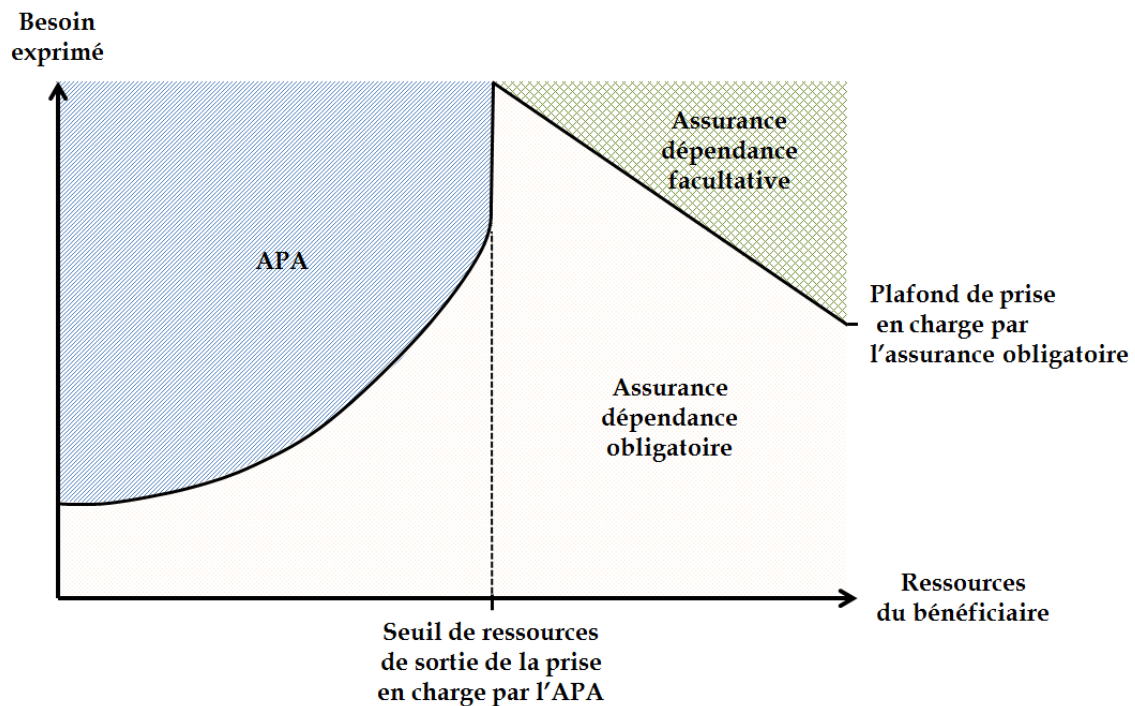 Besoin
exprimé
Assurance
dépendance
facultative
APA
Plafond de prise
en charge par
l’assurance obligatoire
Assurance
dépendance
obligatoire
Ressources
du bénéficiaire
Seuil de ressources
de sortie de la prise
en charge par l’APA